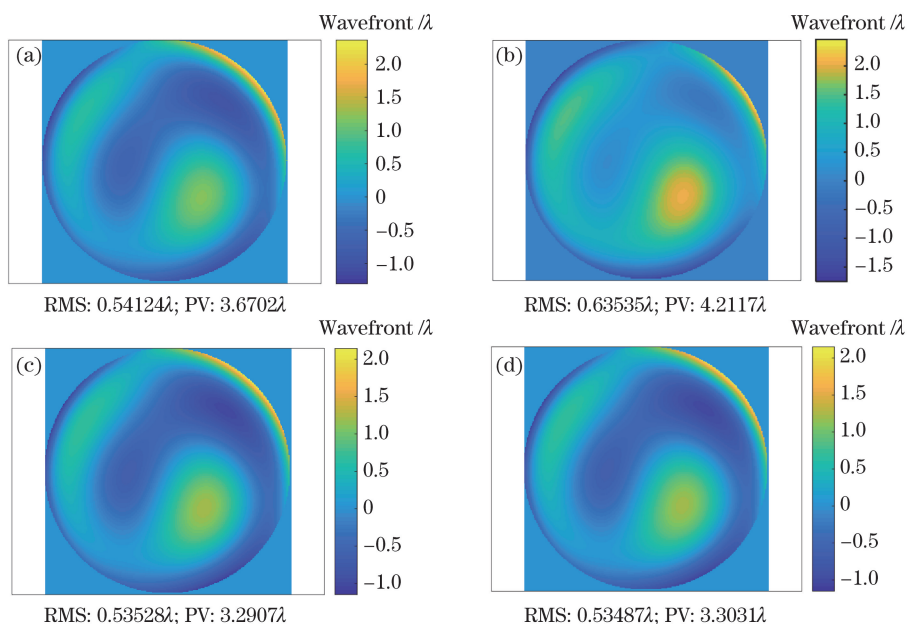 Wavefront /λ
(a)
2.0
1.5
1.0
0.5
0
−0.5
−1.0
RMS: 0.54124λ; PV: 3.6702λ
Wavefront /λ
(b)
2.0
1.5
1.0
0.5
0
−0.5
−1.0
−1.5
RMS: 0.63535λ; PV: 4.2117λ
Wavefront /λ
(c)
2.0
1.5
1.0
0.5
0
−0.5
−1.0
RMS: 0.53528λ; PV: 3.2907λ
Wavefront /λ
(d)
2.0
1.5
1.0
0.5
0
−0.5
−1.0
RMS: 0.53487λ; PV: 3.3031λ